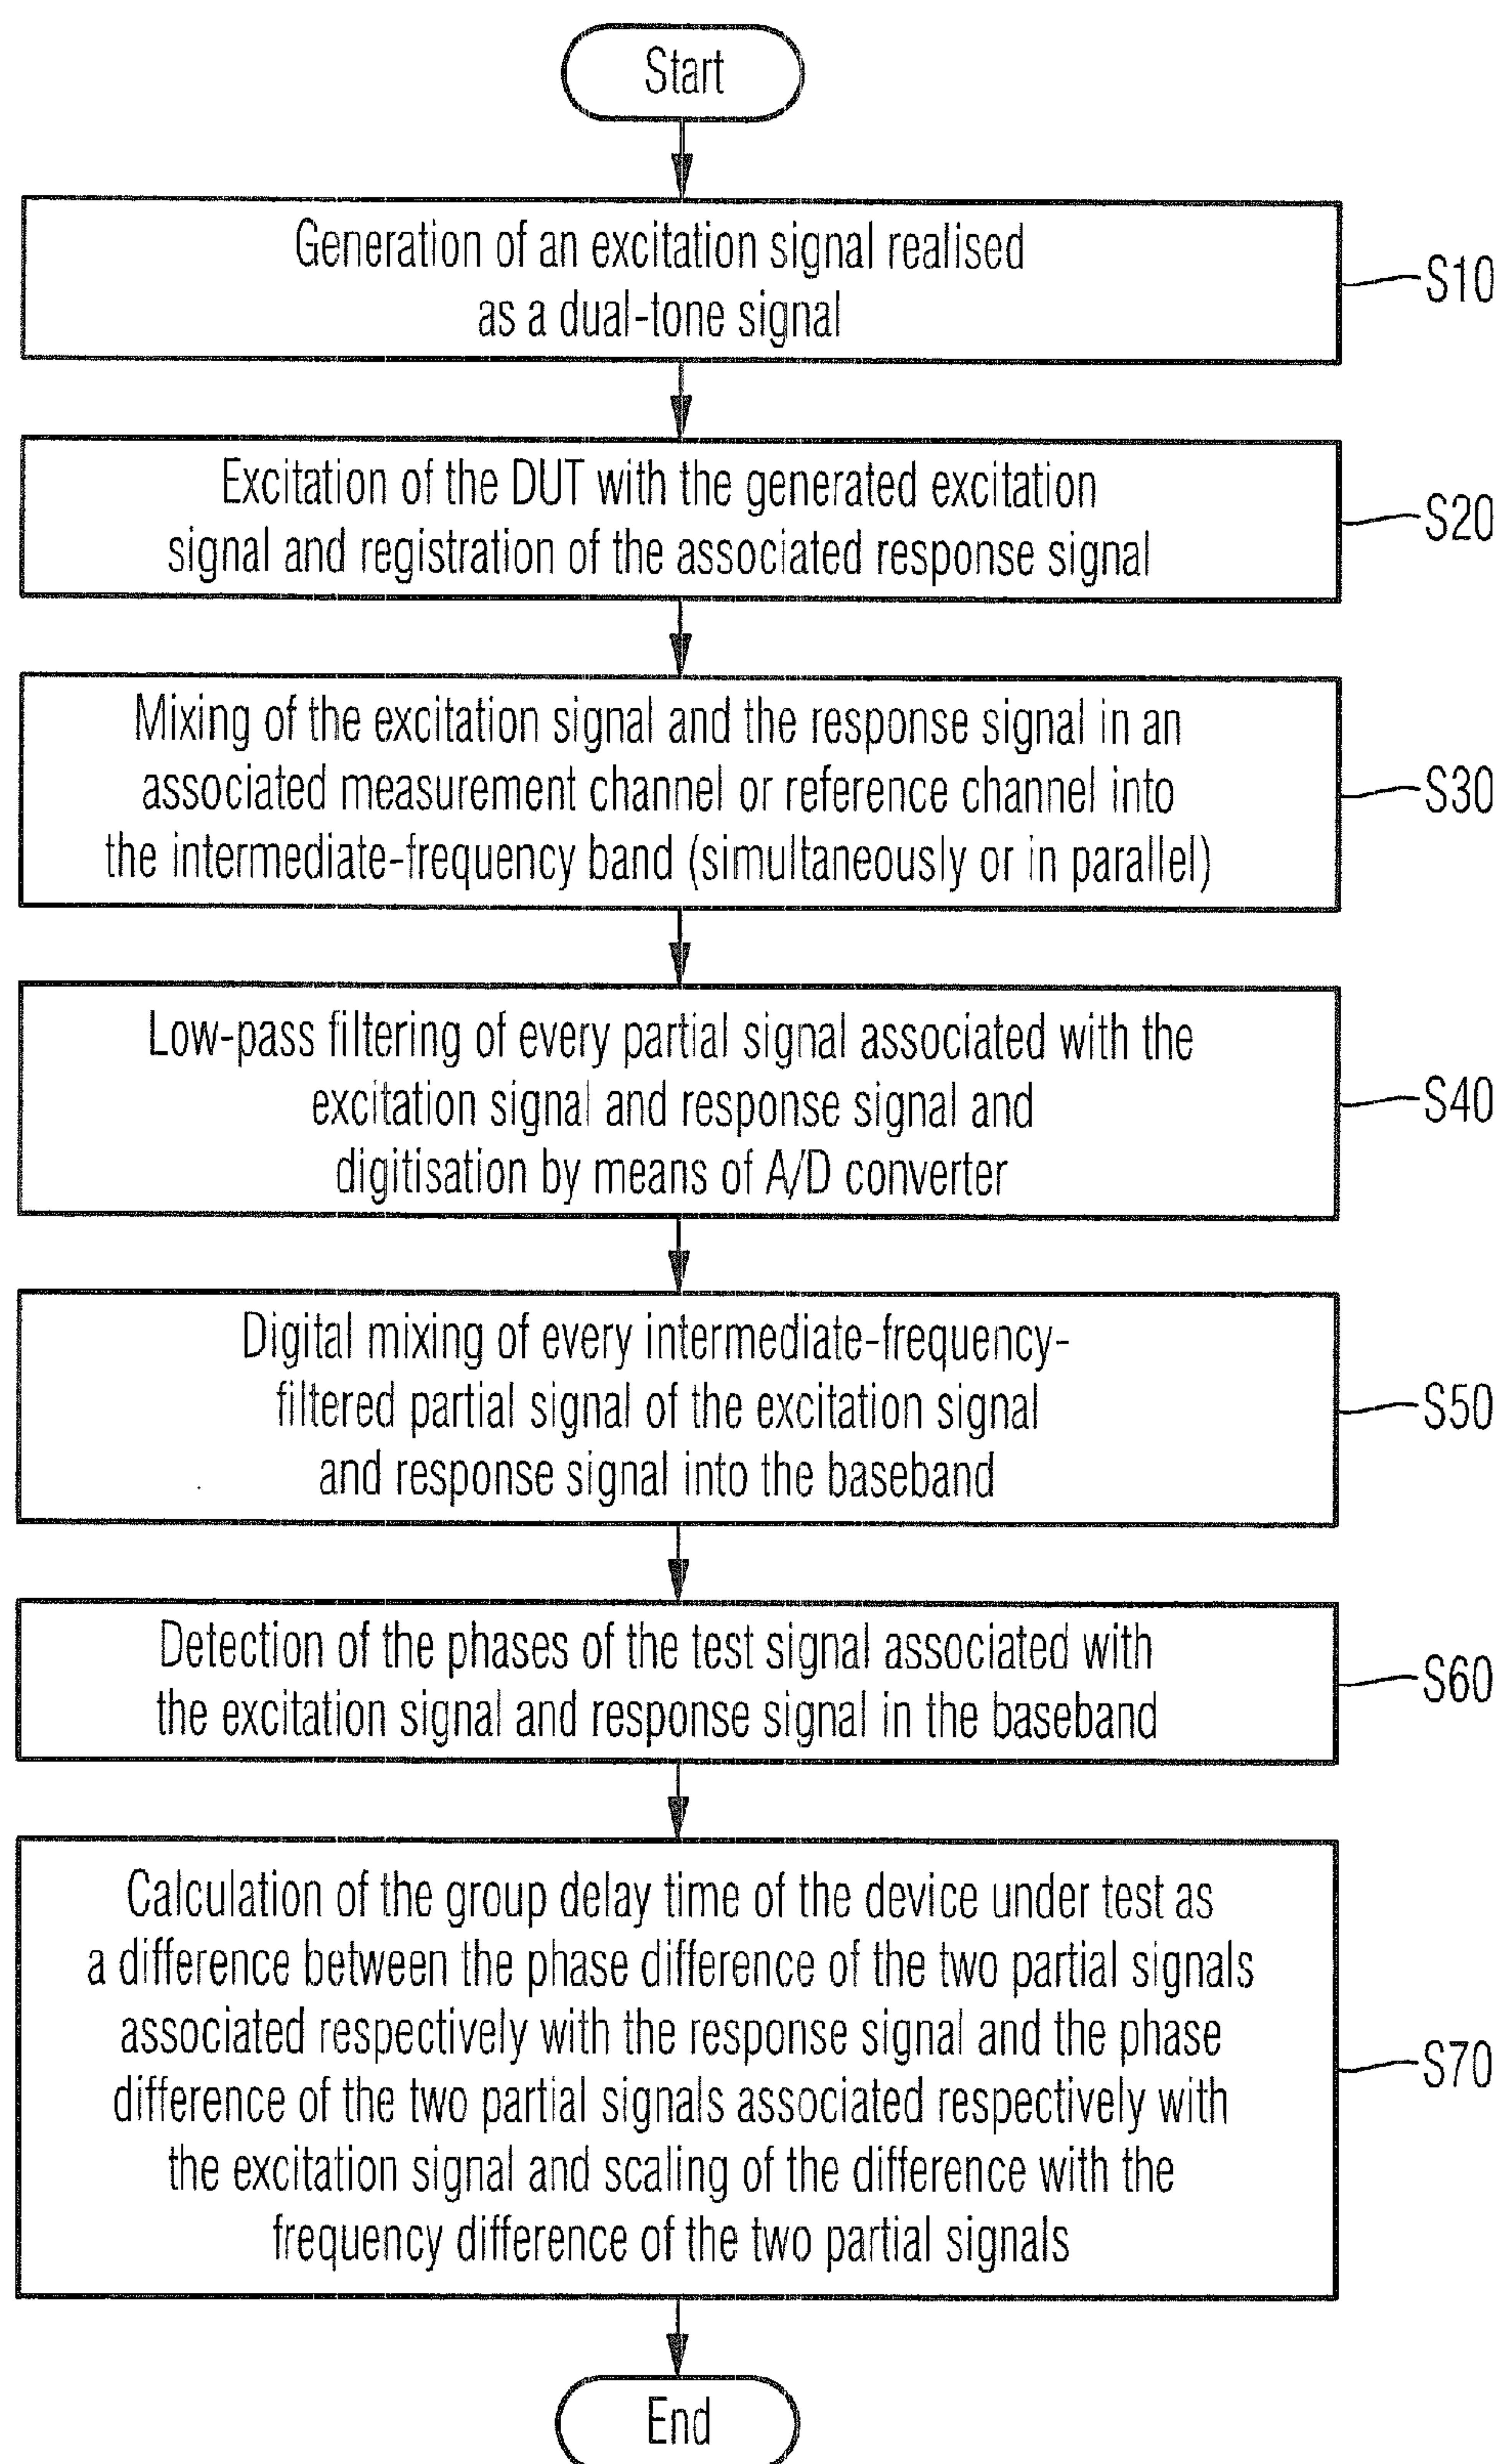 Start
Generation of an excitation signal realised
as a dual-tone signal
S10
Excitation of the DUT with the generated excitation
signal and registration of the associated response signal
S20
Mixing of the excitation signal and the response signal in an
associated measurement channel or reference channel into
the intermediate-frequency band (simultaneously or in parallel)
S30
Low-pass filtering of every partial signal associated with the
excitation signal and response signal and
digitisation by means of A/D converter
S40
Digital mixing of every intermediate-frequency-
filtered partial signal of the excitation signal
and response signal into the baseband
S50
Detection of the phases of the test signal associated with
the excitation signal and response signal in the baseband
S60
Calculation of the group delay time of the device under test as
a difference between the phase difference of the two partial signals
associated respectively with the response signal and the phase
difference of the two partial signals associated respectively with
the excitation signal and scaling of the difference with the
frequency difference of the two partial signals
S70
End